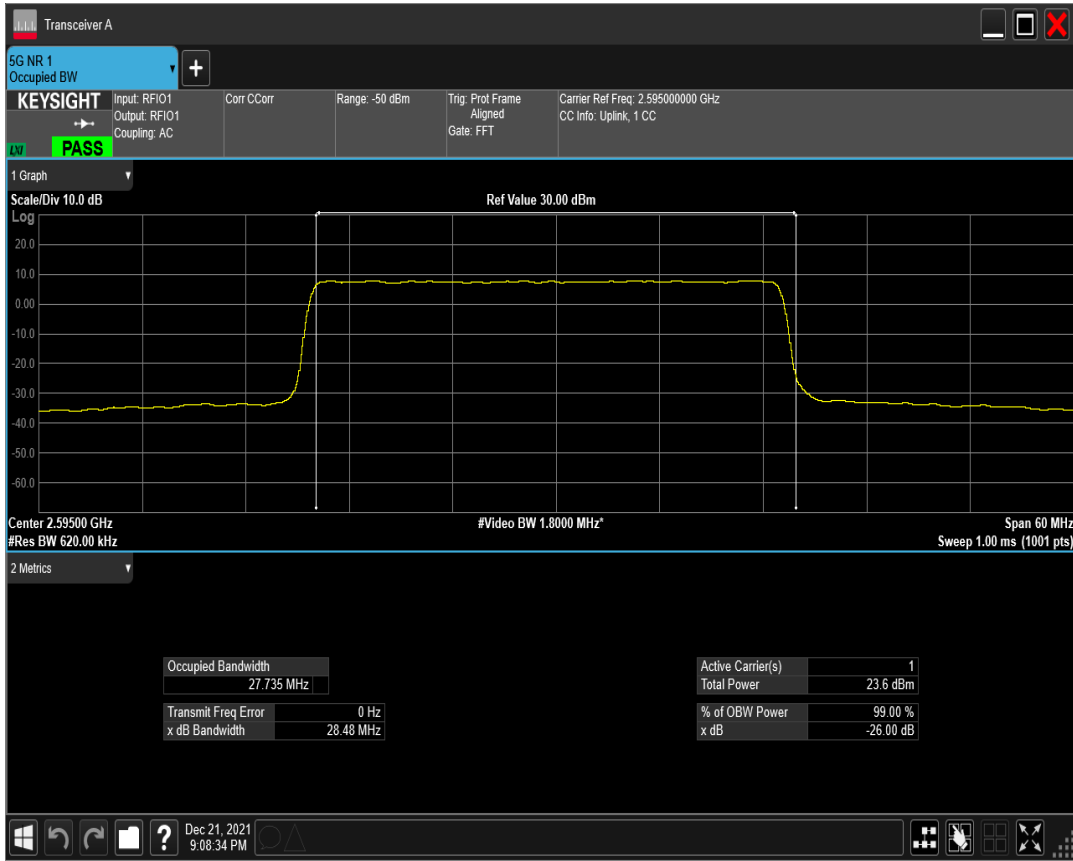 Transceiver A
5G NR 1
Occupied BW
+
KEYSIGHT
Input: RFIO1
Output: RFIO1
Coupling: AC
Corr CCorr
Range: -50 dBm
Trig: Prot Frame
Aligned
Gate: FFT
Carrier Ref Freq: 2.595000000 GHz
CC Info: Uplink, 1 CC
LXI
PASS
1 Graph
Scale/Div 10.0 dB
Ref Value 30.00 dBm
Log
20.0
10.0
0.00
-10.0
-20.0
-30.0
-40.0
-50.0
-60.0
Center 2.59500 GHz
#Video BW 1.8000 MHz*
Span 60 MHz
#Res BW 620.00 kHz
Sweep 1.00 ms (1001 pts)
2 Metrics
Occupied Bandwidth
27.735 MHz
Transmit Freq Error 0 Hz
x dB Bandwidth 28.48 MHz
Active Carrier(s) 1
Total Power 23.6 dBm
% of OBW Power 99.00 %
x dB -26.00 dB
?
Dec 21, 2021
9:08:34 PM